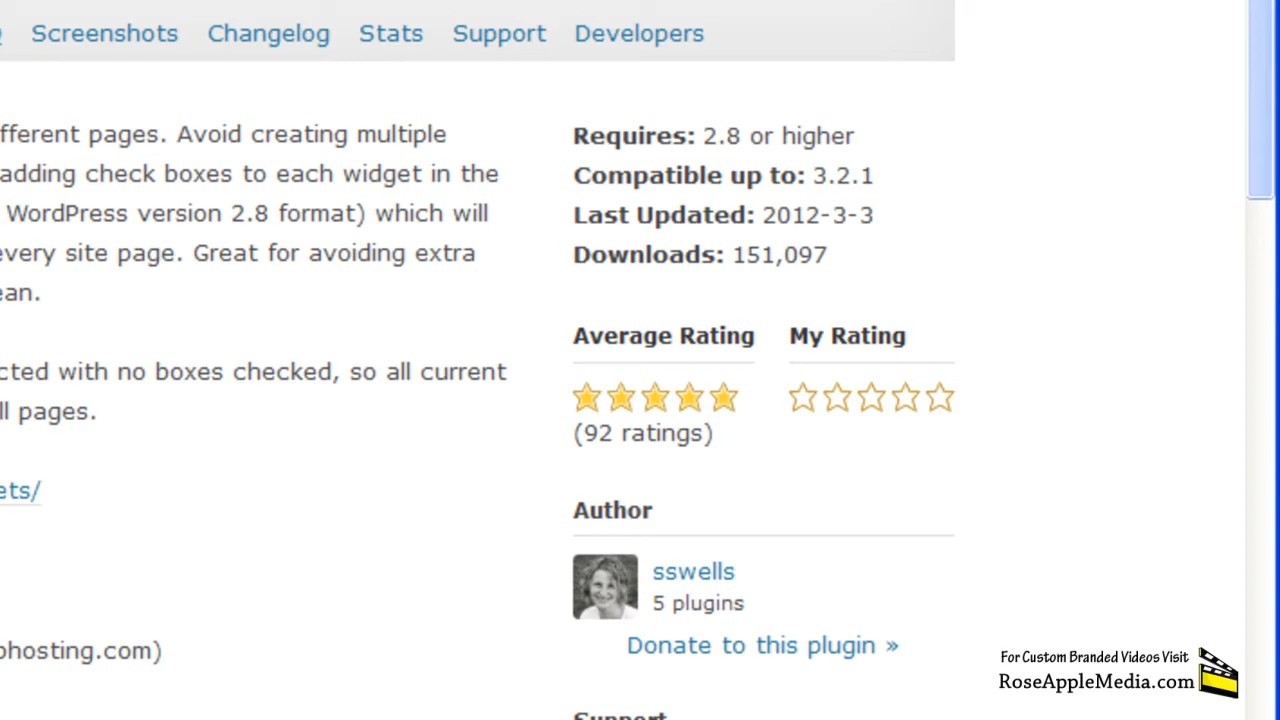 Screenshots Changelog Stats Support Developers
fferent pages. Avoid creating multiple
adding check boxes to each widget in the
WordPress version 2.8 format) which will
every site page. Great for avoiding extra
ean.
cted with no boxes checked, so all current
ll pages.
ets/
ohosting.com)
Requires: 2.8 or higher
Compatible up to: 3.2.1
Last Updated: 2012-3-3
Downloads: 151,097
Average Rating My Rating
(92 ratings)
Author
sswells
5 plugins
Donate to this plugin »
Support
For Custom Branded Videos Visit
RoseAppleMedia.com